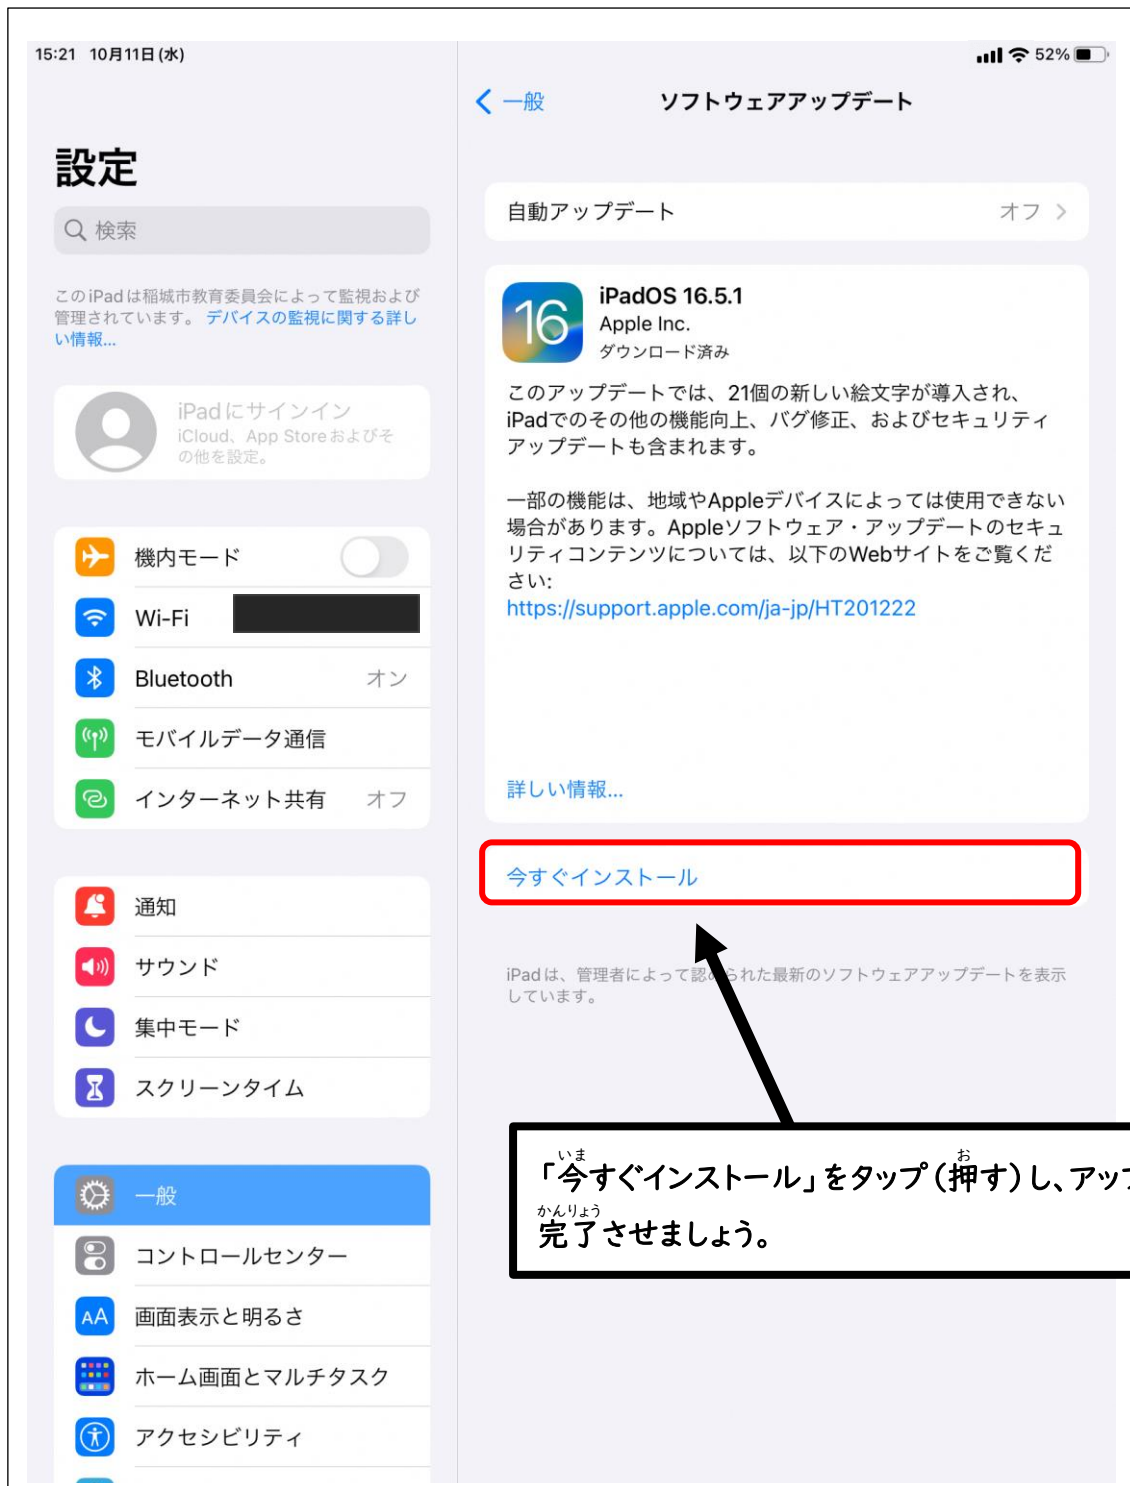 15:21 10月11日(水)
52%
設定
検索
このiPadは稲城市教育委員会によって監視および
管理されています。 デバイスの監視に関する詳し
い情報...
iPadにサインイン
iCloud、App Storeおよびそ
の他を設定。
機内モード
Wi-Fi
Bluetooth オン
モバイルデータ通信
インターネット共有 オフ
通知
サウンド
集中モード
スクリーンタイム
一般
コントロールセンター
AA 画面表示と明るさ
ホーム画面とマルチタスク
アクセシビリティ
一般 ソフトウェアアップデート
自動アップデート オフ
16
iPadOS 16.5.1
Apple Inc.
ダウンロード済み
このアップデートでは、21個の新しい絵文字が導入され、
iPadでのその他の機能向上、バグ修正、およびセキュリティ
アップデートも含まれます。
一部の機能は、地域やAppleデバイスによっては使用できない
場合があります。Appleソフトウェア・アップデートのセキュ
リティコンテンツについては、以下のWebサイトをご覧くだ
さい:
https://support.apple.com/ja-jp/HT201222
詳しい情報...
今すぐインストール
iPadは、管理者によって認められた最新のソフトウェアアップデートを表示
しています。
いま お
「今すぐインストール」をタップ(押す)し、アップ
かんりょう
完了させましょう。